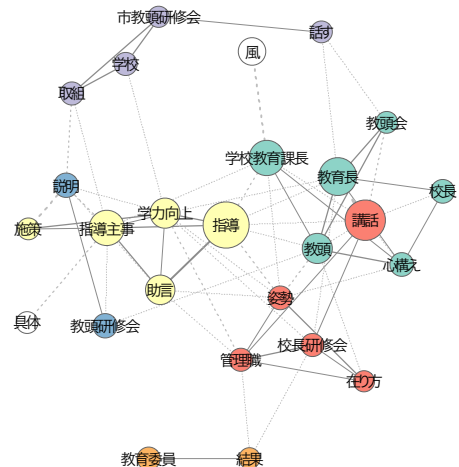 市教頭研修会
話す
風
学校
取組
教頭会
学校教育課長
教育長
説明
校長
学力向上
講話
施策
指導主事
指導
教頭
心構え
助言
姿勢
具体
教頭研修会
校長研修会
管理職
在り方
教育委員
結果